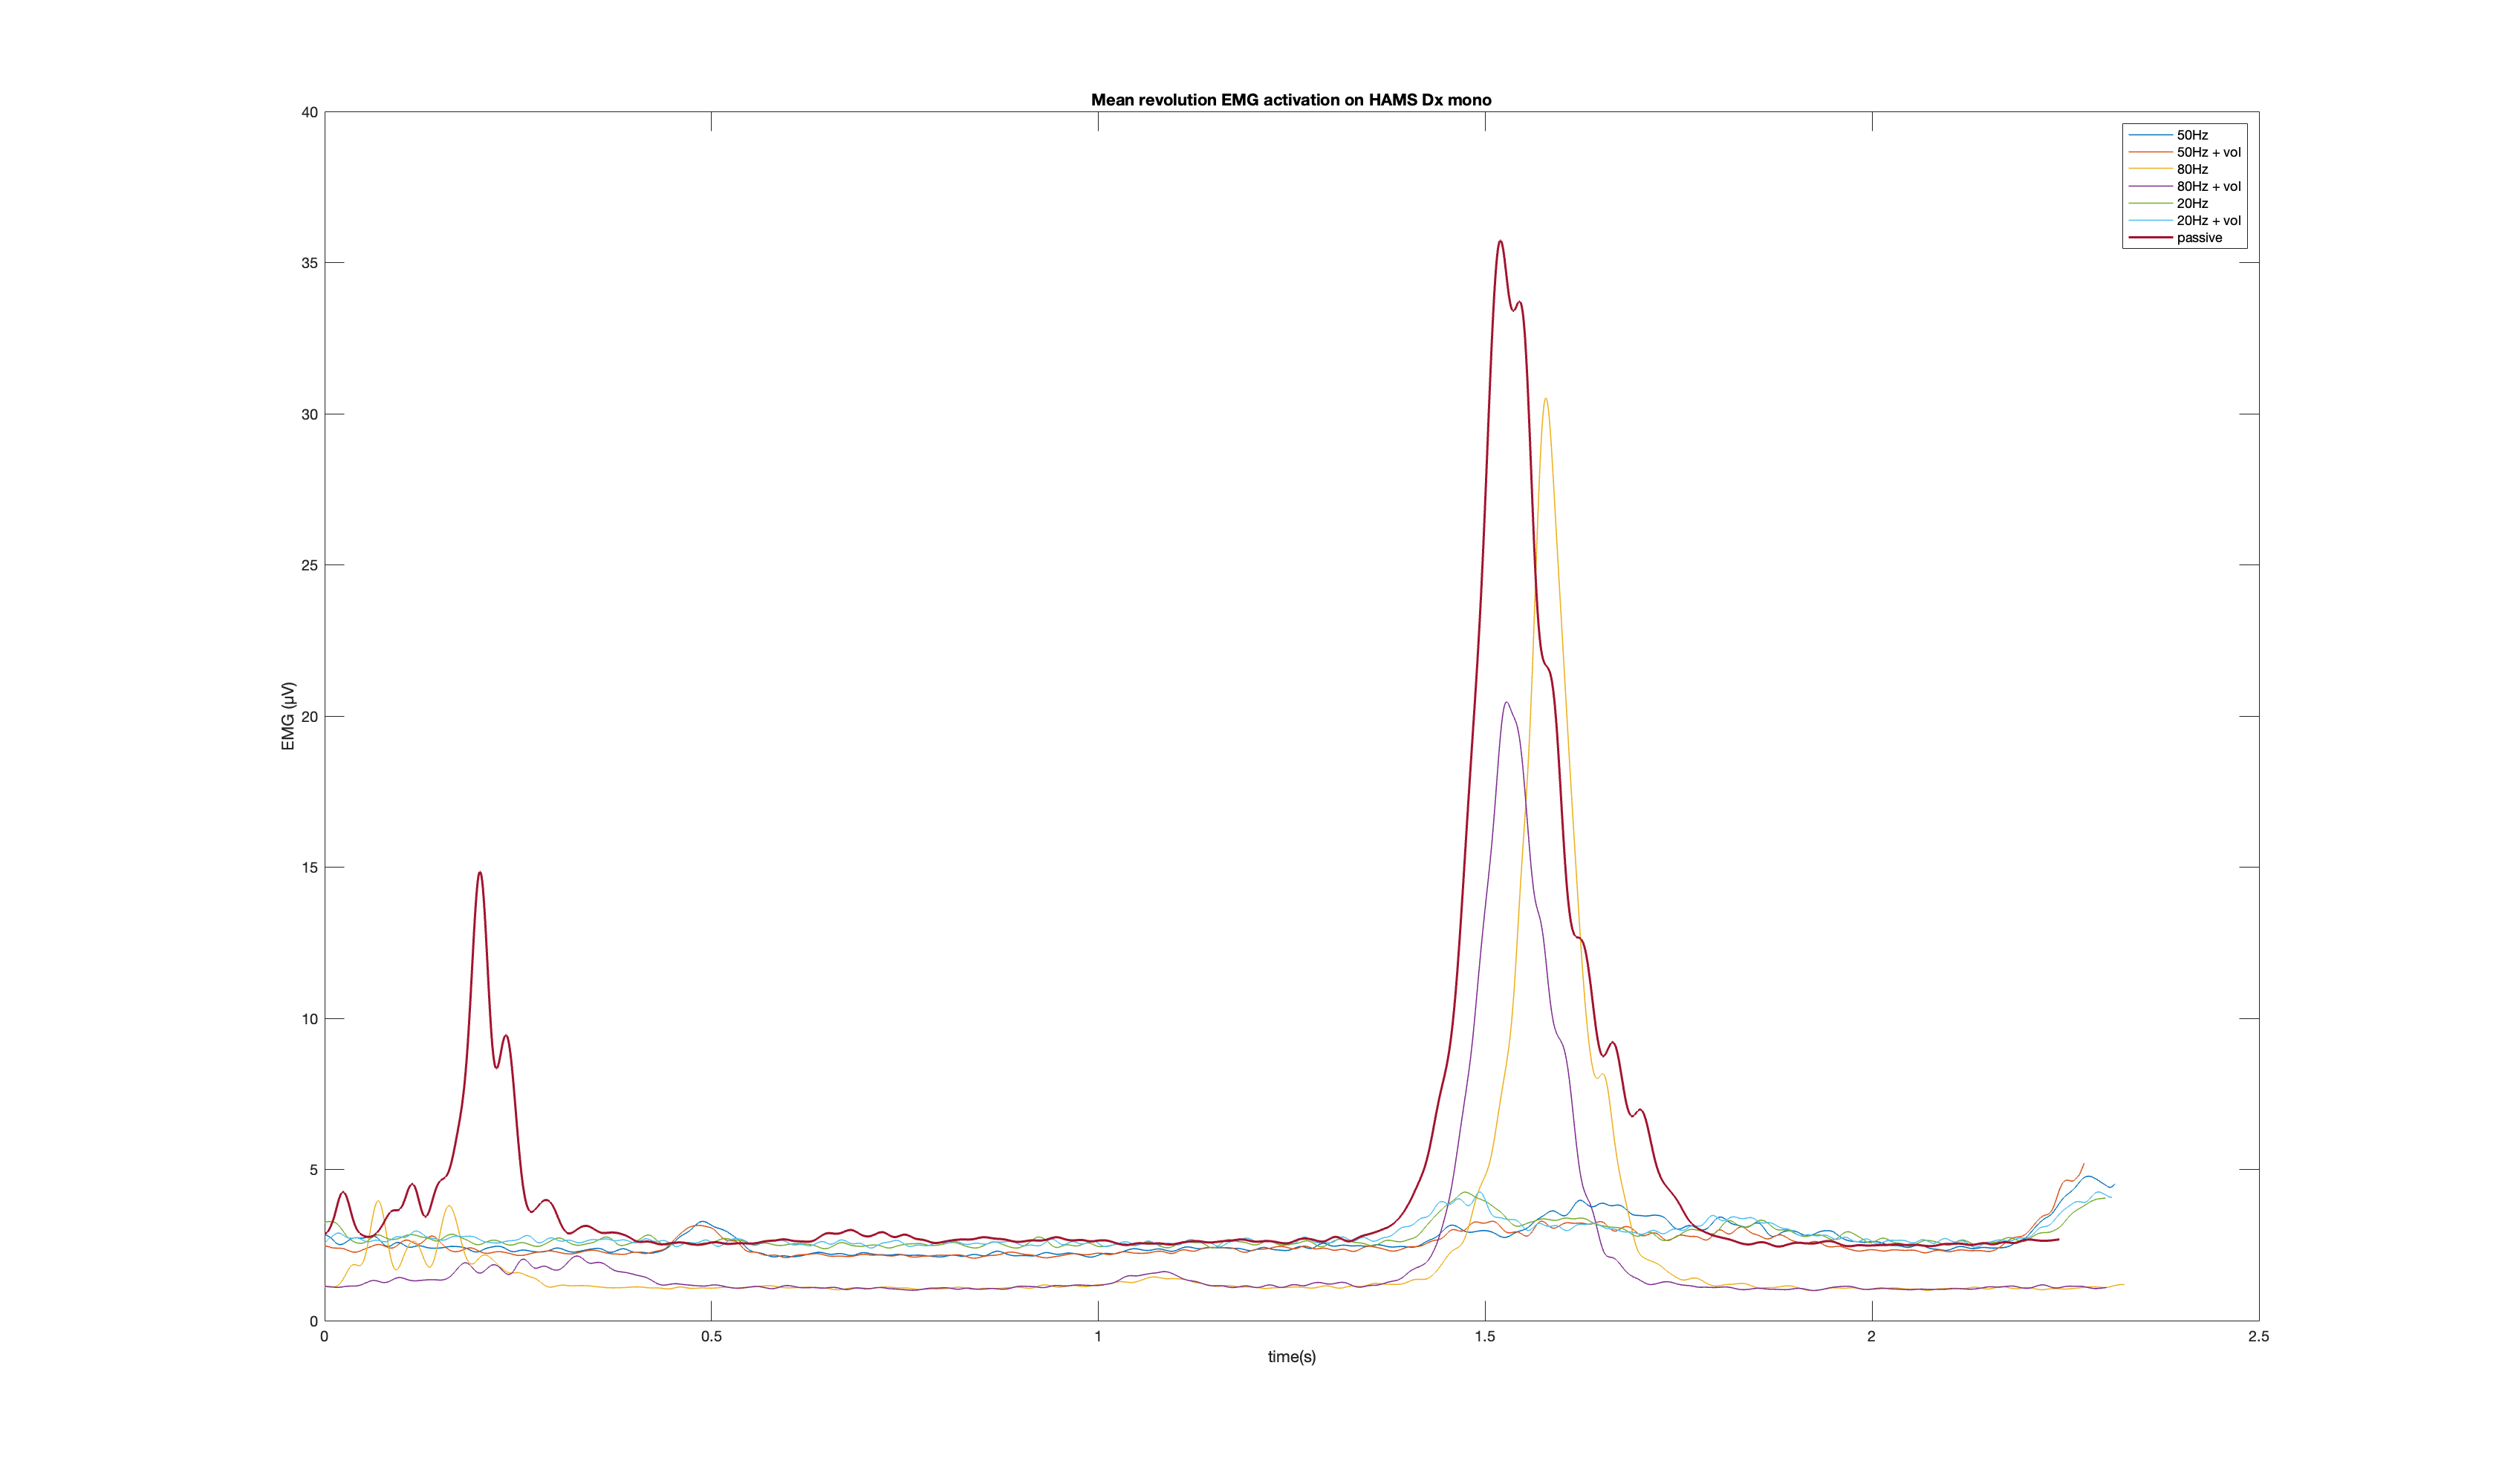 Mean revolution EMG activation on HAMS Dx mono
40
35
30
25
20
15
10
5
0
EMG (µV)
50Hz
50Hz + vol
80Hz
80Hz + vol
20Hz
20Hz + vol
passive
0 0.5 1 1.5 2 2.5
time(s)